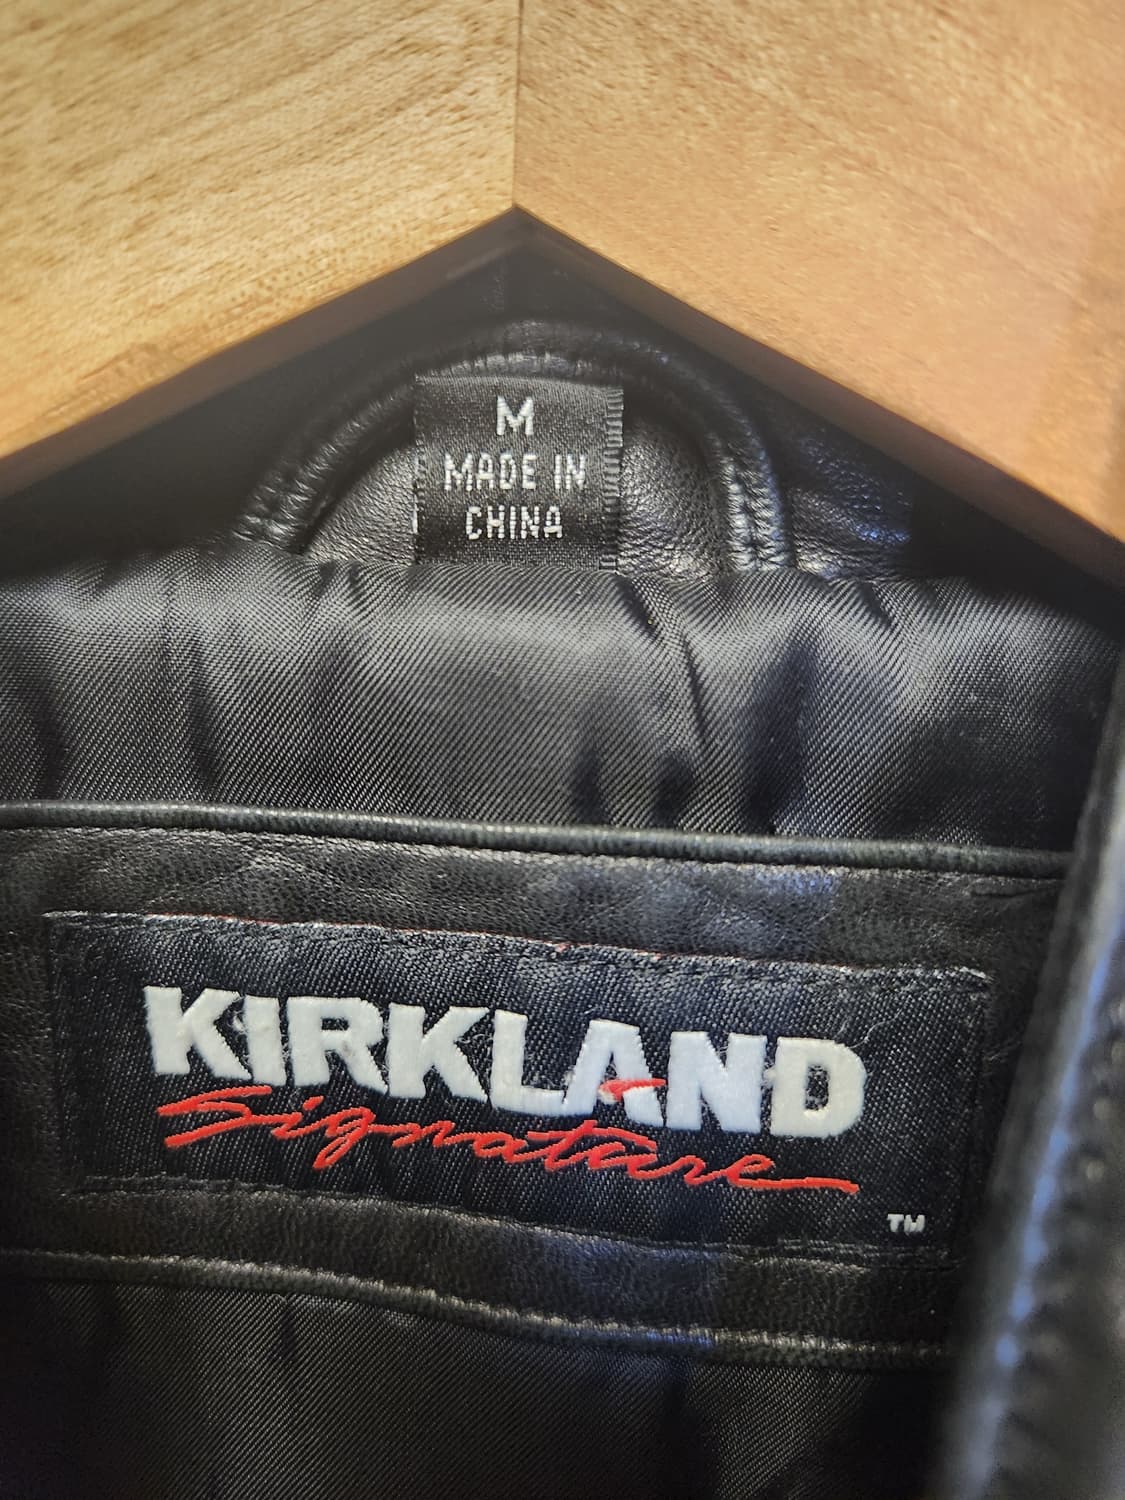 M
MADE IN
CHINA
KIRKLAND
Signature
TM